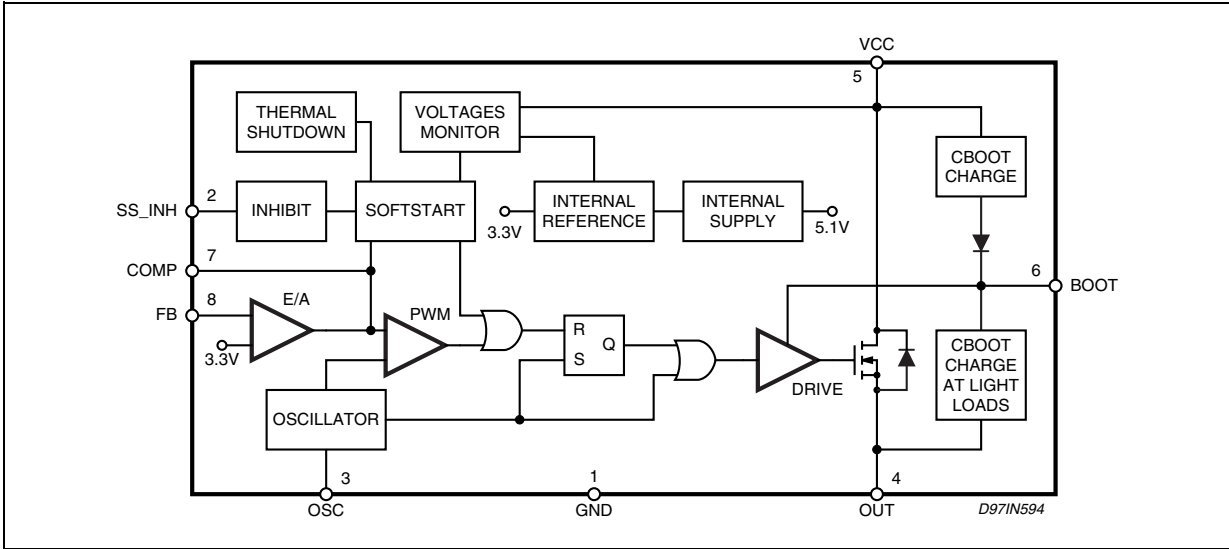 VCC
5
THERMAL
SHUTDOWN
VOLTAGES
MONITOR
CBOOT
CHARGE
SS_INH
2
INHIBIT
SOFTSTART
3.3V
INTERNAL
REFERENCE
INTERNAL
SUPPLY
5.1V
COMP
7
6
BOOT
FB
8
E/A
3.3V
PWM
R
S
Q
DRIVE
CBOOT
CHARGE
AT LIGHT
LOADS
OSCILLATOR
3
OSC
1
GND
4
OUT
D97IN594